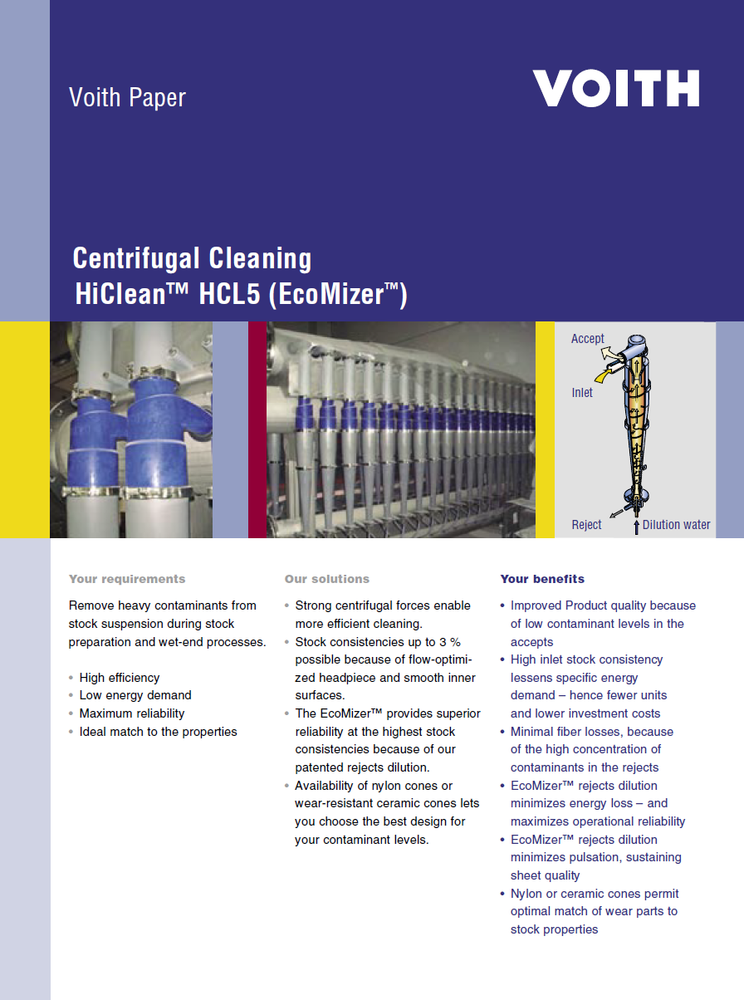 Voith Paper
VOITH
Centrifugal Cleaning
HiClean™ HCL5 (EcoMizer™)
Accept
Inlet
Reject
Dilution water
Your requirements
Remove heavy contaminants from
stock suspension during stock
preparation and wet-end processes.
• High efficiency
• Low energy demand
• Maximum reliability
• Ideal match to the properties
Our solutions
• Strong centrifugal forces enable
more efficient cleaning.
• Stock consistencies up to 3 %
possible because of flow-optimi-
zed headpiece and smooth inner
surfaces.
• The EcoMizer™ provides superior
reliability at the highest stock
consistencies because of our
patented rejects dilution.
• Availability of nylon cones or
wear-resistant ceramic cones lets
you choose the best design for
your contaminant levels.
Your benefits
• Improved Product quality because
of low contaminant levels in the
accepts
• High inlet stock consistency
lessens specific energy
demand – hence fewer units
and lower investment costs
• Minimal fiber losses, because
of the high concentration of
contaminants in the rejects
• EcoMizer™ rejects dilution
minimizes energy loss – and
maximizes operational reliability
• EcoMizer™ rejects dilution
minimizes pulsation, sustaining
sheet quality
• Nylon or ceramic cones permit
optimal match of wear parts to
stock properties